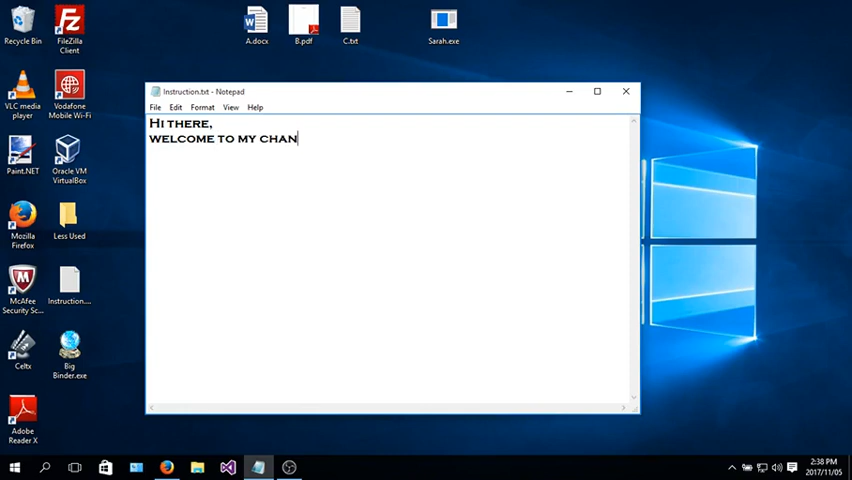 Recycle Bin
FileZilla Client
A.docx
B.pdf
C.txt
Sarah.exe
Instruction.txt - Notepad
File Edit Format View Help
Hi there,
welcome to my chan
VLC media player
Vodafone Mobile Wi-Fi
Paint.NET
Oracle VM VirtualBox
Mozilla Firefox
Less Used
McAfee Security Sc...
Instruction....
Celtx
Big Binder.exe
Adobe Reader X
2:38 PM
2017/11/05